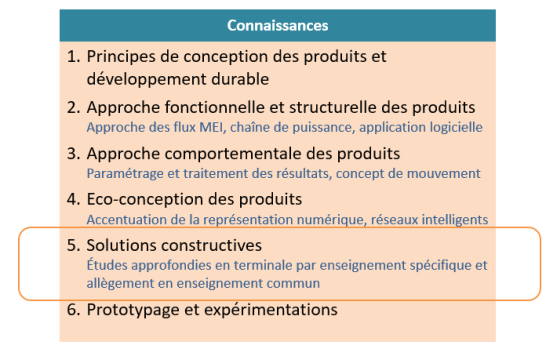 Connaissances
1. Principes de conception des produits et
développement durable
2. Approche fonctionnelle et structurelle des produits
Approche des flux MEI, chaîne de puissance, application logicielle
3. Approche comportementale des produits
Paramétrage et traitement des résultats, concept de mouvement
4. Eco-conception des produits
Accentuation de la représentation numérique, réseaux intelligents
5. Solutions constructives
Études approfondies en terminale par enseignement spécifique et
allègement en enseignement commun
6. Prototypage et expérimentations